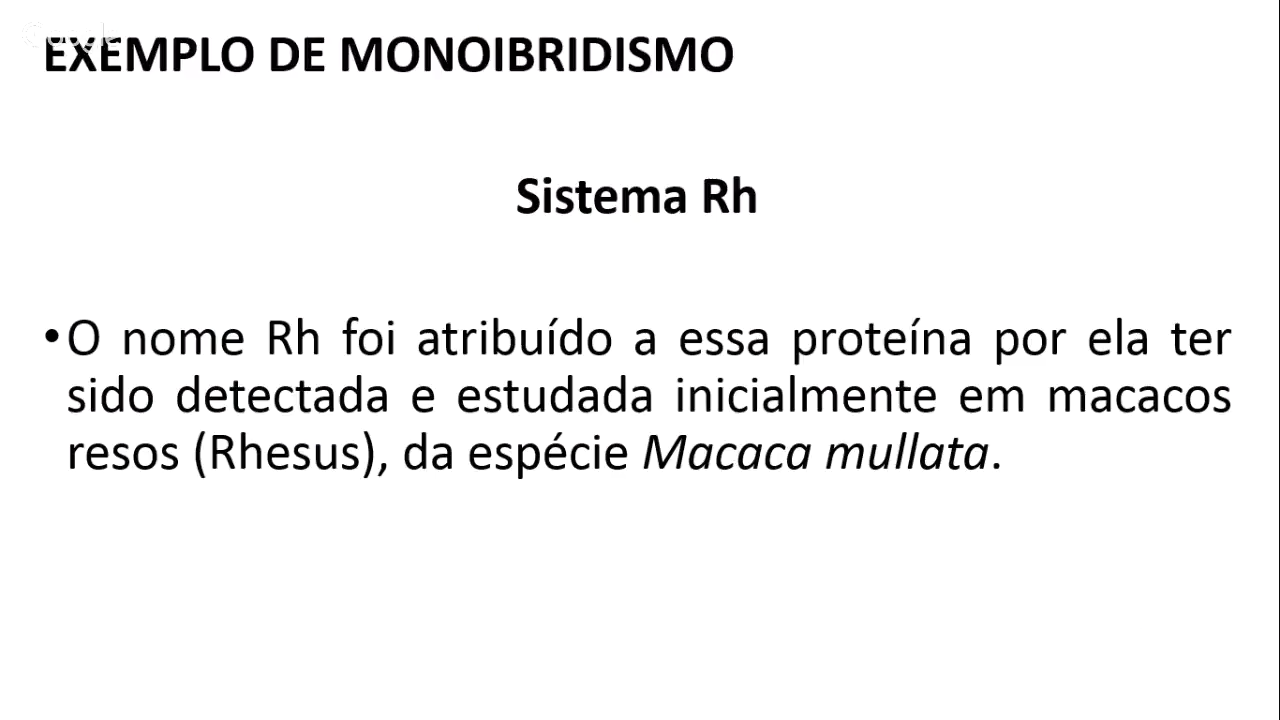 Google
EXEMPLO DE MONOIBRIDISMO
Sistema Rh
•O nome Rh foi atribuído a essa proteína por ela ter
sido detectada e estudada inicialmente em macacos
resos (Rhesus), da espécie Macaca mullata.